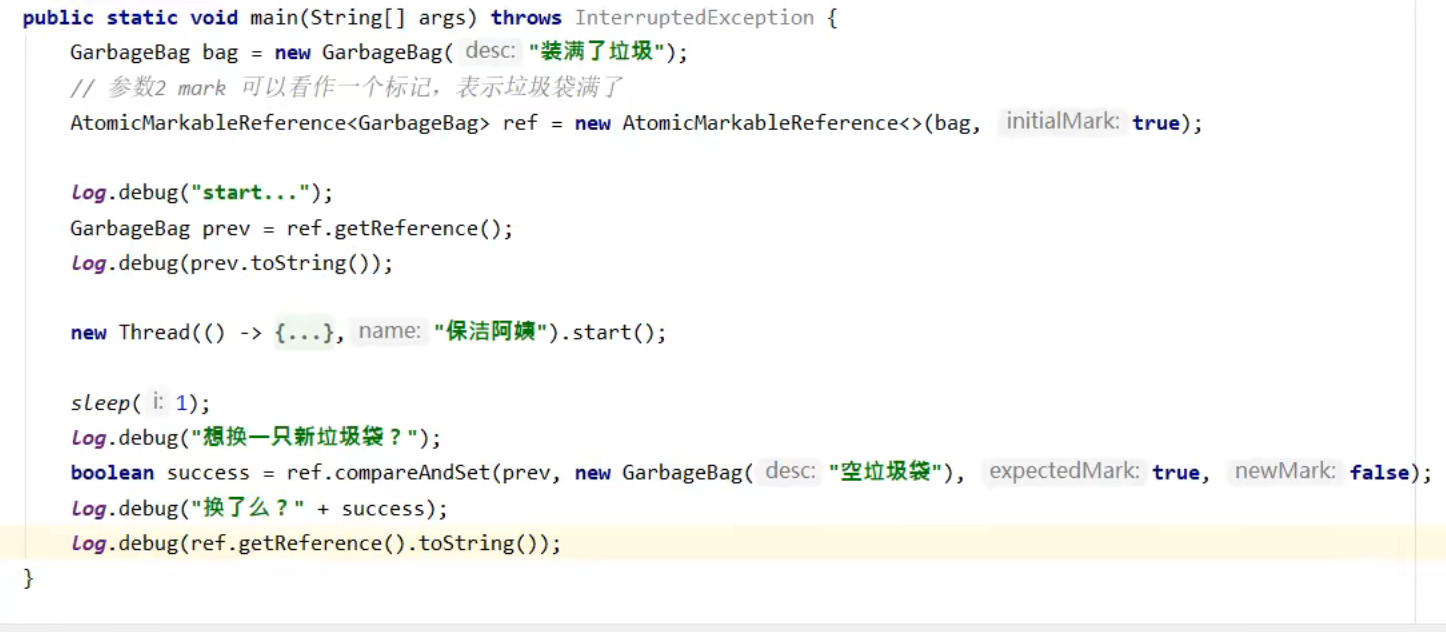 public static void main(String[] args) throws InterruptedException {
GarbageBag bag = new GarbageBag( desc: "装满了垃圾");
// 参数2 mark 可以看作一个标记，表示垃圾袋满了
AtomicMarkableReference<GarbageBag> ref = new AtomicMarkableReference<>(bag, initialMark: true);
log.debug("start...");
GarbageBag prev = ref.getReference();
log.debug(prev.toString());
new Thread(() -> {...}, name: "保洁阿姨").start();
sleep( i: 1);
log.debug("想换一只新垃圾袋？");
boolean success = ref.compareAndSet(prev, new GarbageBag( desc: "空垃圾袋"), expectedMark: true, newMark: false);
log.debug("换了么？" + success);
log.debug(ref.getReference().toString());
}